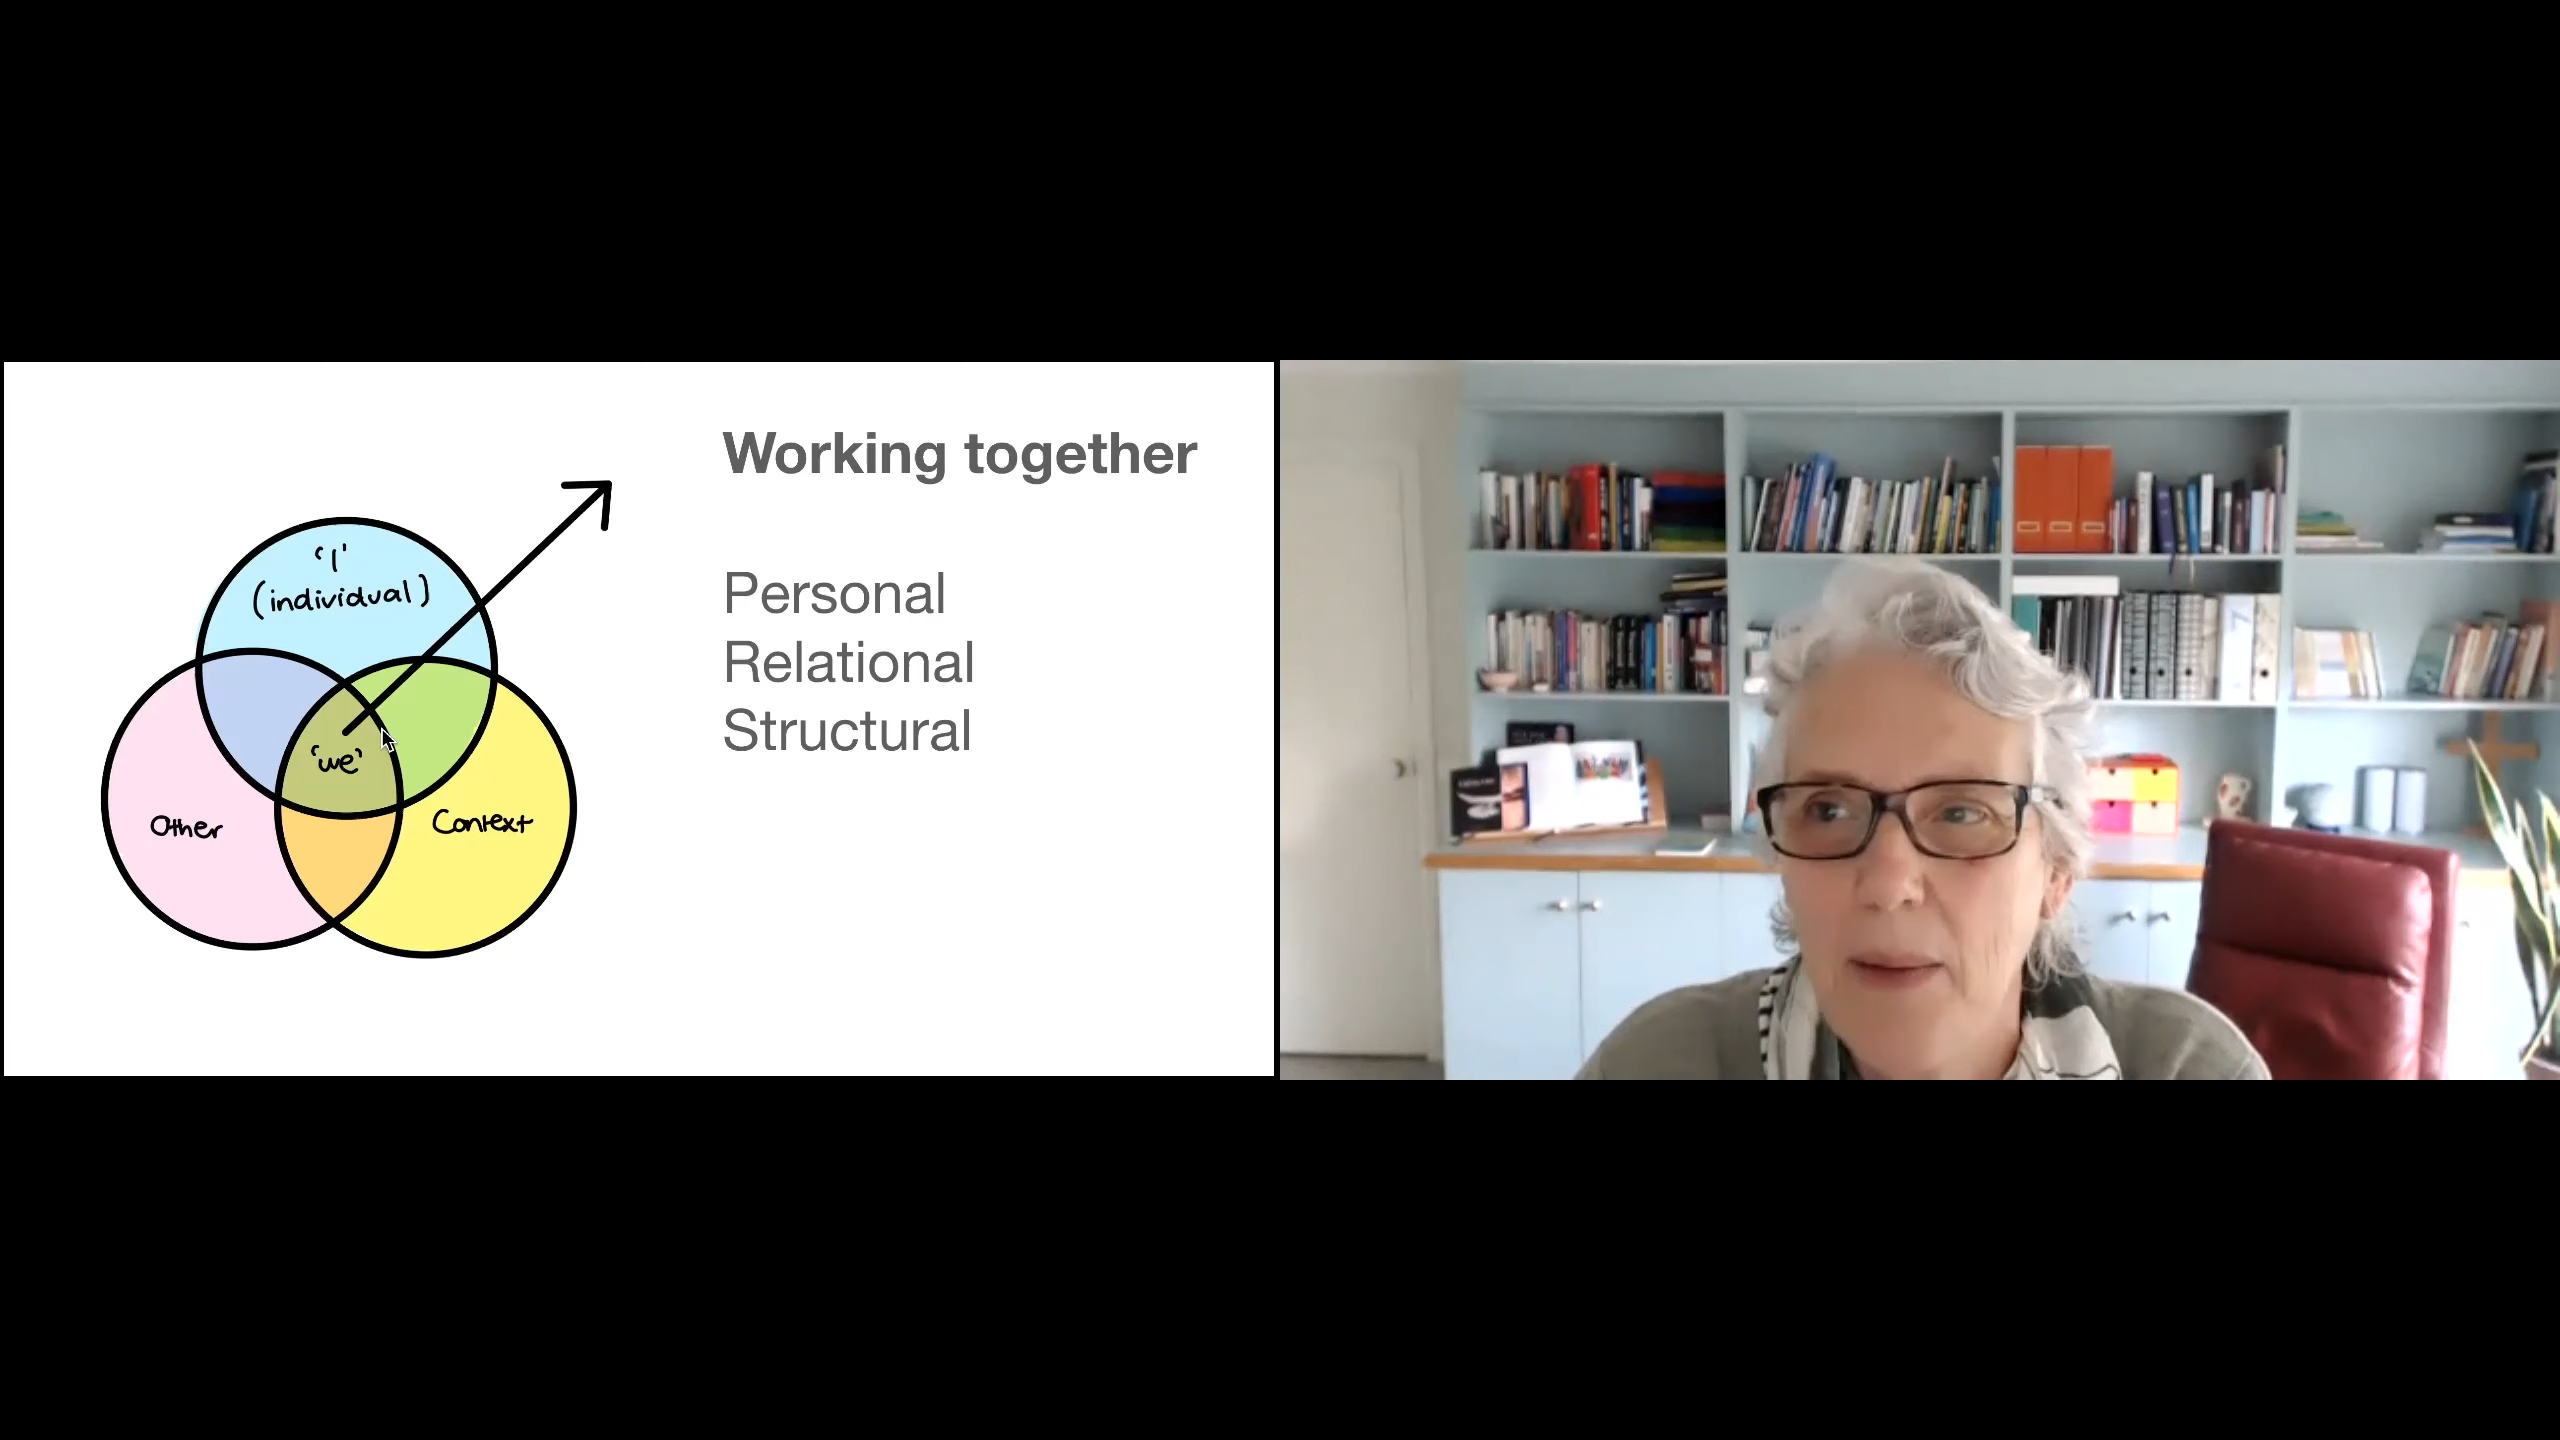 Working together
Personal
Relational
Structural
'I'
(individual)
'we'
Other
Context